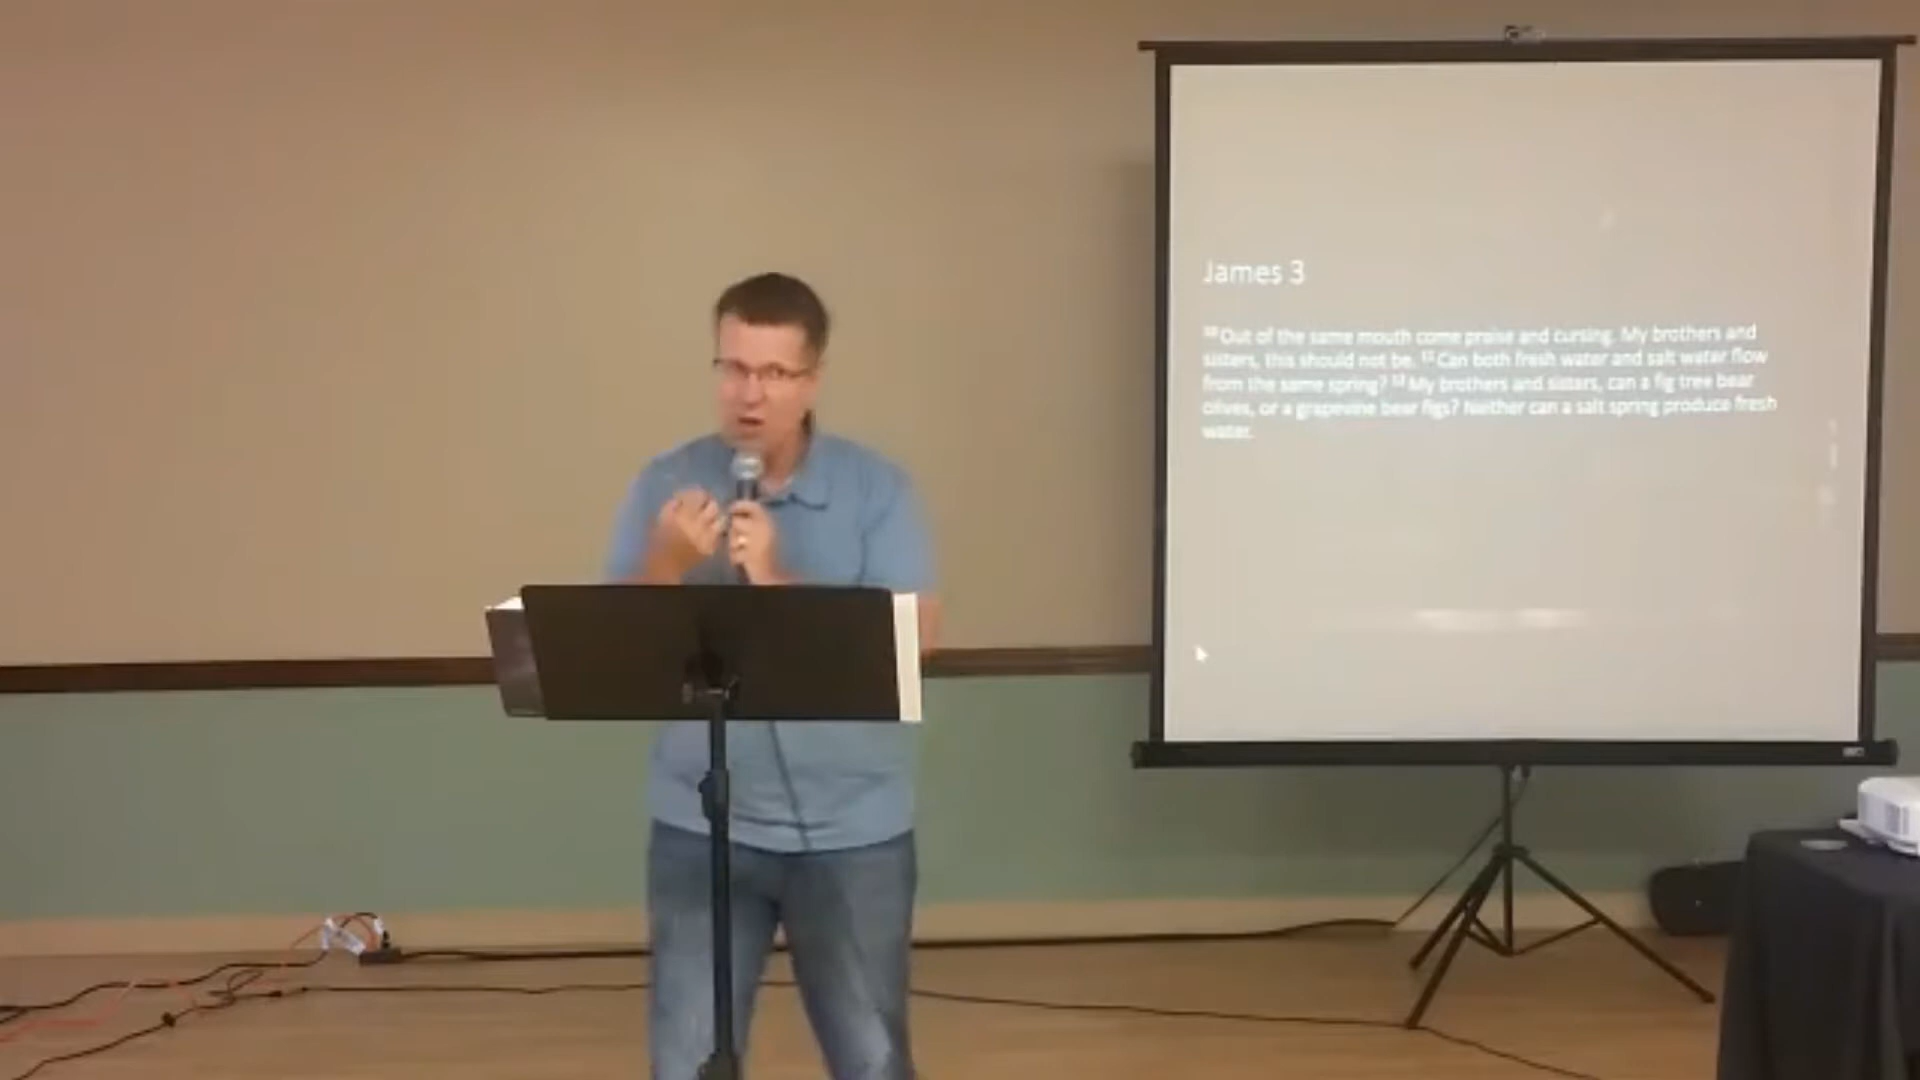 James 3
10 Out of the same mouth come praise and cursing. My brothers and
sisters, this should not be. 11 Can both fresh water and salt water flow
from the same spring? 12 My brothers and sisters, can a fig tree bear
olives, or a grapevine bear figs? Neither can a salt spring produce fresh
water.